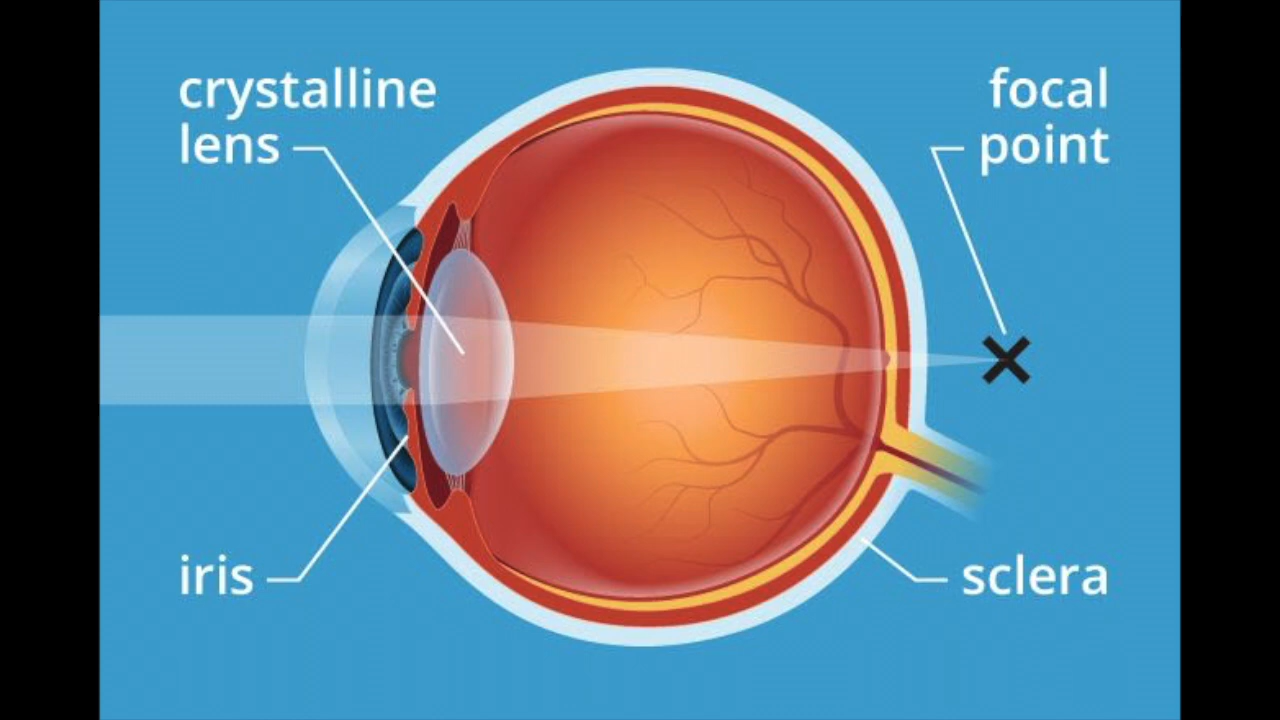 crystalline
lens
focal
point
iris
sclera